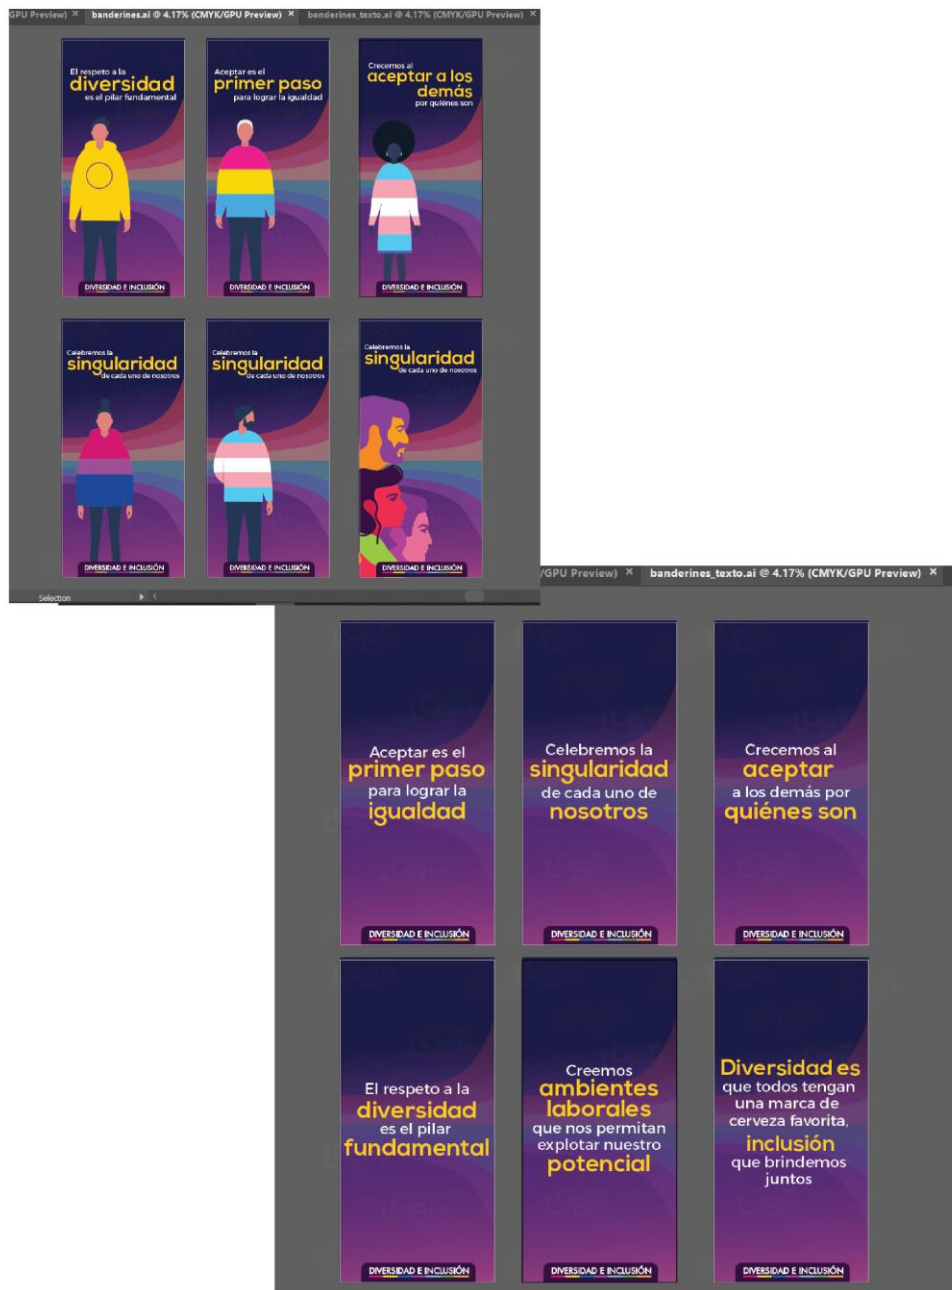 GPU Preview) × banderines.ai @ 4.17% (CMYK/GPU Preview) × banderines_texto.ai @ 4.17% (CMYK/GPU Preview) ×
El respeto a la
diversidad
es el pilar fundamental
DIVERSIDAD E INCLUSIÓN
Aceptar es el
primer paso
para lograr la igualdad
DIVERSIDAD E INCLUSIÓN
Crecemos al
aceptar a los
demás
por quiénes son
DIVERSIDAD E INCLUSIÓN
Celebremos la
singularidad
de cada uno de nosotros
DIVERSIDAD E INCLUSIÓN
Celebremos la
singularidad
de cada uno de nosotros
DIVERSIDAD E INCLUSIÓN
Celebremos la
singularidad
de cada uno de nosotros
DIVERSIDAD E INCLUSIÓN
Selection
/GPU Preview) × banderines_texto.ai @ 4.17% (CMYK/GPU Preview) ×
Aceptar es el
primer paso
para lograr la
igualdad
DIVERSIDAD E INCLUSIÓN
Celebremos la
singularidad
de cada uno de
nosotros
DIVERSIDAD E INCLUSIÓN
Crecemos al
aceptar
a los demás por
quiénes son
DIVERSIDAD E INCLUSIÓN
El respeto a la
diversidad
es el pilar
fundamental
DIVERSIDAD E INCLUSIÓN
Creemos
ambientes
laborales
que nos permitan
explotar nuestro
potencial
DIVERSIDAD E INCLUSIÓN
Diversidad es
que todos tengan
una marca de
cerveza favorita,
inclusión
que brindemos
juntos
DIVERSIDAD E INCLUSIÓN